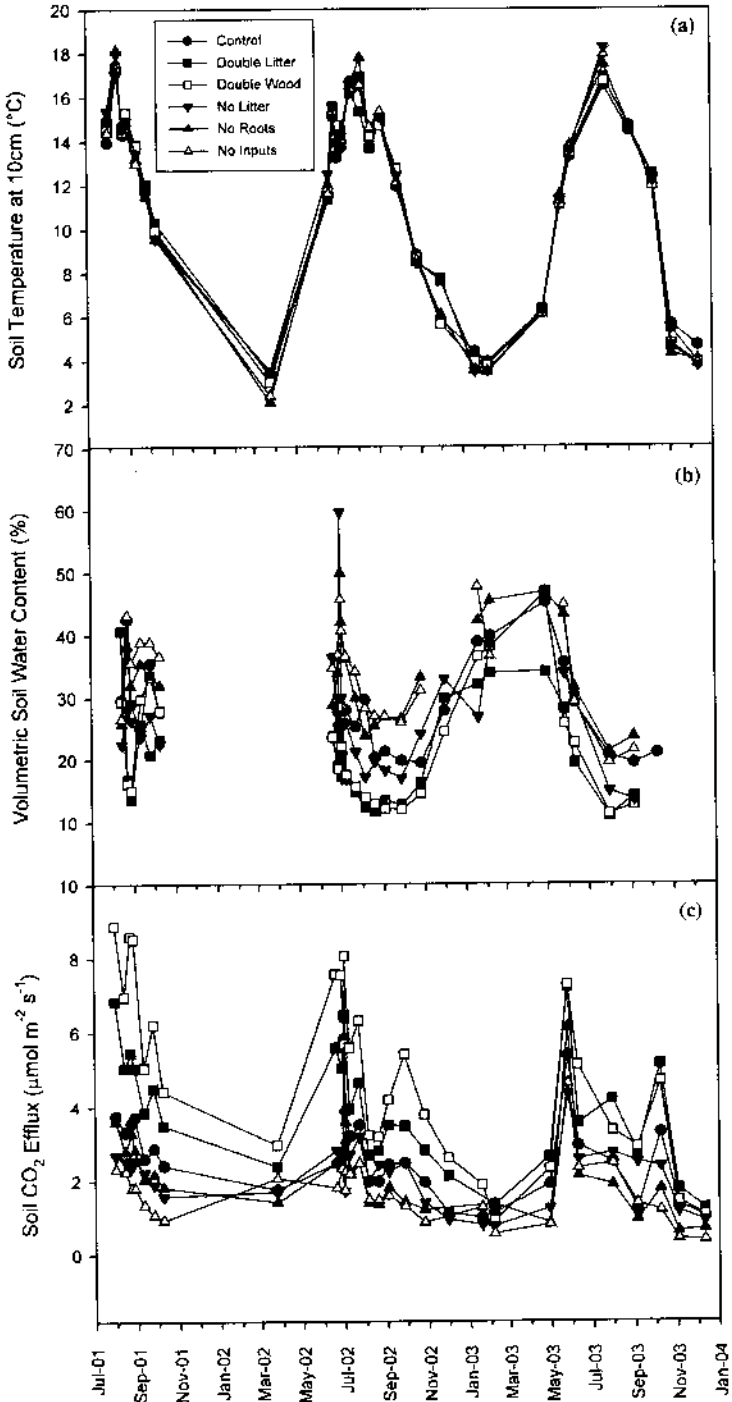 (a)
Control
Double Litter
Double Wood
No Litter
No Roots
No Inputs
Soil Temperature at 10cm (°C)
20
18
16
14
12
10
8
6
4
2
(b)
Volumetric Soil Water Content (%)
70
60
50
40
30
20
10
(c)
Soil CO2 Efflux (μmol m-2 s-1)
10
8
6
4
2
0
Jul-01
Sep-01
Nov-01
Jan-02
Mar-02
May-02
Jul-02
Sep-02
Nov-02
Jan-03
Mar-03
May-03
Jul-03
Sep-03
Nov-03
Jan-04